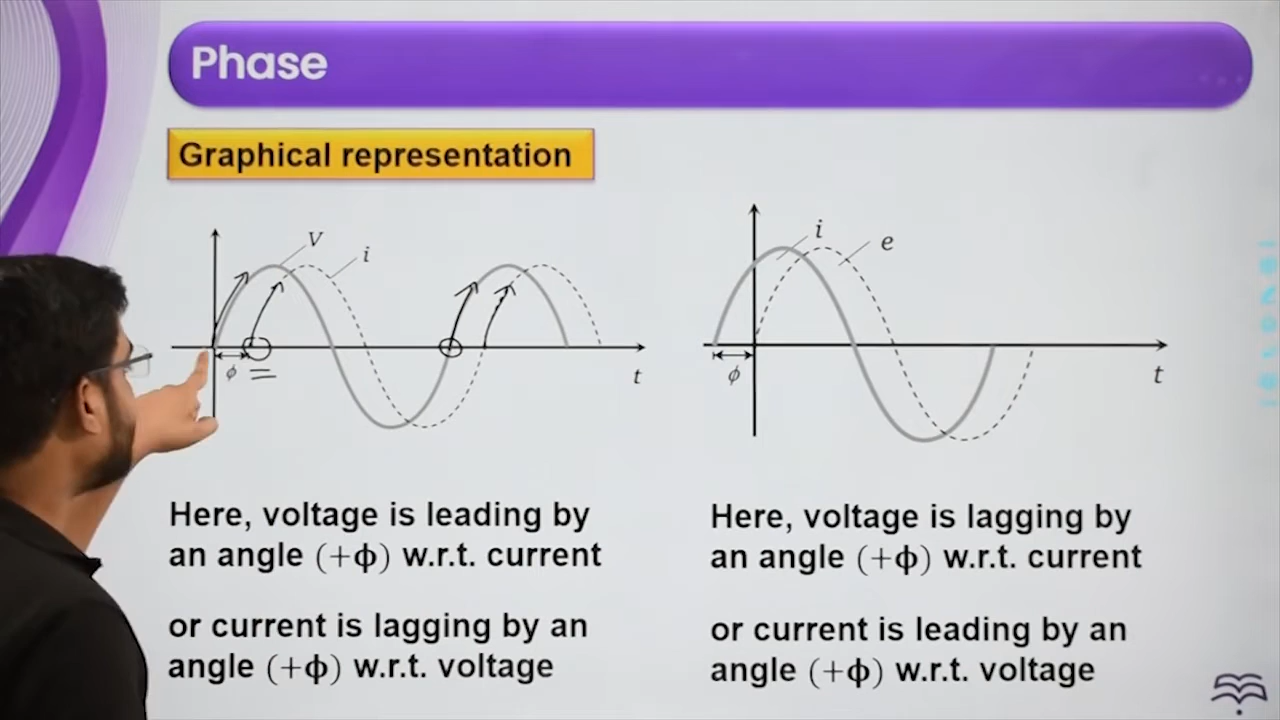 Phase
Graphical representation
V
i
ϕ
t
i
e
ϕ
t
Here, voltage is leading by
an angle (+ϕ) w.r.t. current
or current is lagging by an
angle (+ϕ) w.r.t. voltage
Here, voltage is lagging by
an angle (+ϕ) w.r.t. current
or current is leading by an
angle (+ϕ) w.r.t. voltage